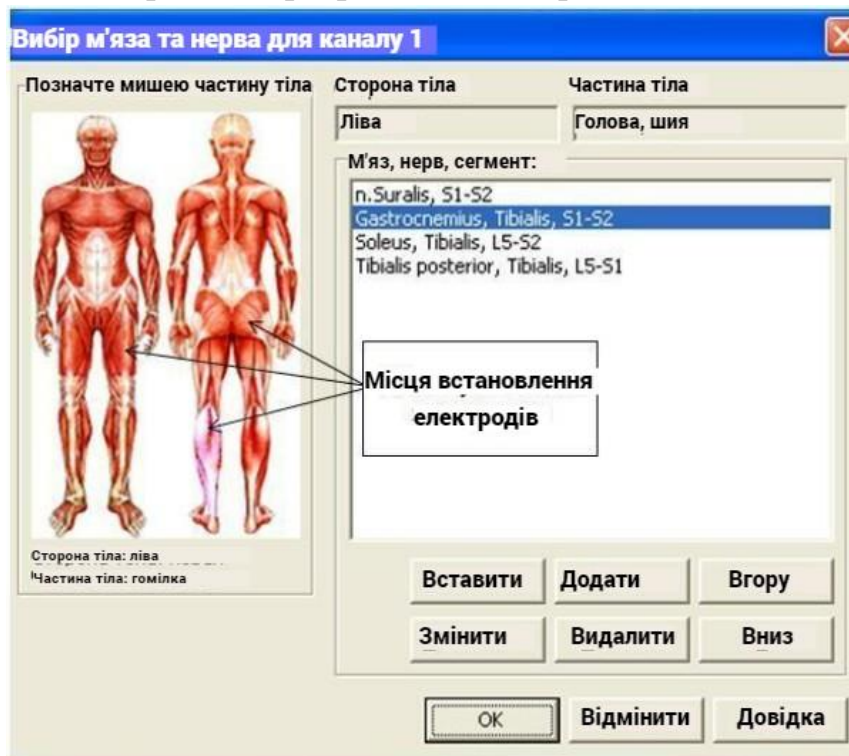 Вибір м'яза та нерва для каналу 1
Позначте мишею частину тіла
Сторона тіла
Частина тіла
Ліва
Голова, шия
М'яз, нерв, сегмент:
n.Suralis, S1-S2
Gastrocnemius, Tibialis, S1-S2
Soleus, Tibialis, L5-S2
Tibialis posterior, Tibialis, L5-S1
Місця встановлення
електродів
Сторона тіла: ліва
Частина тіла: гомілка
Вставити
Додати
Вгору
Змінити
Видалити
Вниз
OK
Відмінити
Довідка